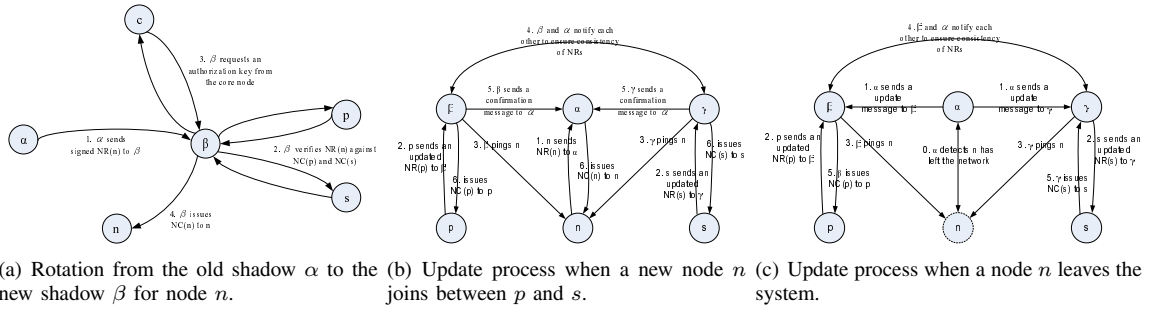 c
3. β requests an
authorization key from
the core node
α
1. α sends
signed NR(n) to β
β
p
2. β verifies NR(n) against
NC(p) and NC(s)
s
4. β issues
NC(n) to n
n
(a) Rotation from the old shadow α to the
new shadow β for node n.
4. β and α notify each
other to ensure consistency
of NRs
β
5. β sends a
confirmation
message to α
α
5. γ sends a
confirmation
message to α
γ
2. p sends an
updated
NR(p) to β
3. β pings n
1. n sends
NR(n) to α
6. issues
NC(n) to n
3. γ pings n
6. issues
NC(s) to s
6. issues
NC(p) to p
2. s sends an
updated
NR(s) to γ
p
n
s
(b) Update process when a new node n
joins between p and s.
4. β and α notify each
other to ensure consistency
of NRs
β
1. α sends a
update
message to β
α
1. α sends a
update
message to γ
γ
2. p sends an
updated
NR(p) to β
3. β pings n
0. α detects n has
left the network
3. γ pings n
2. s sends an
updated
NR(s) to γ
5. β issues
NC(p) to p
5. γ issues
NC(s) to s
p
n
s
(c) Update process when a node n leaves the
system.